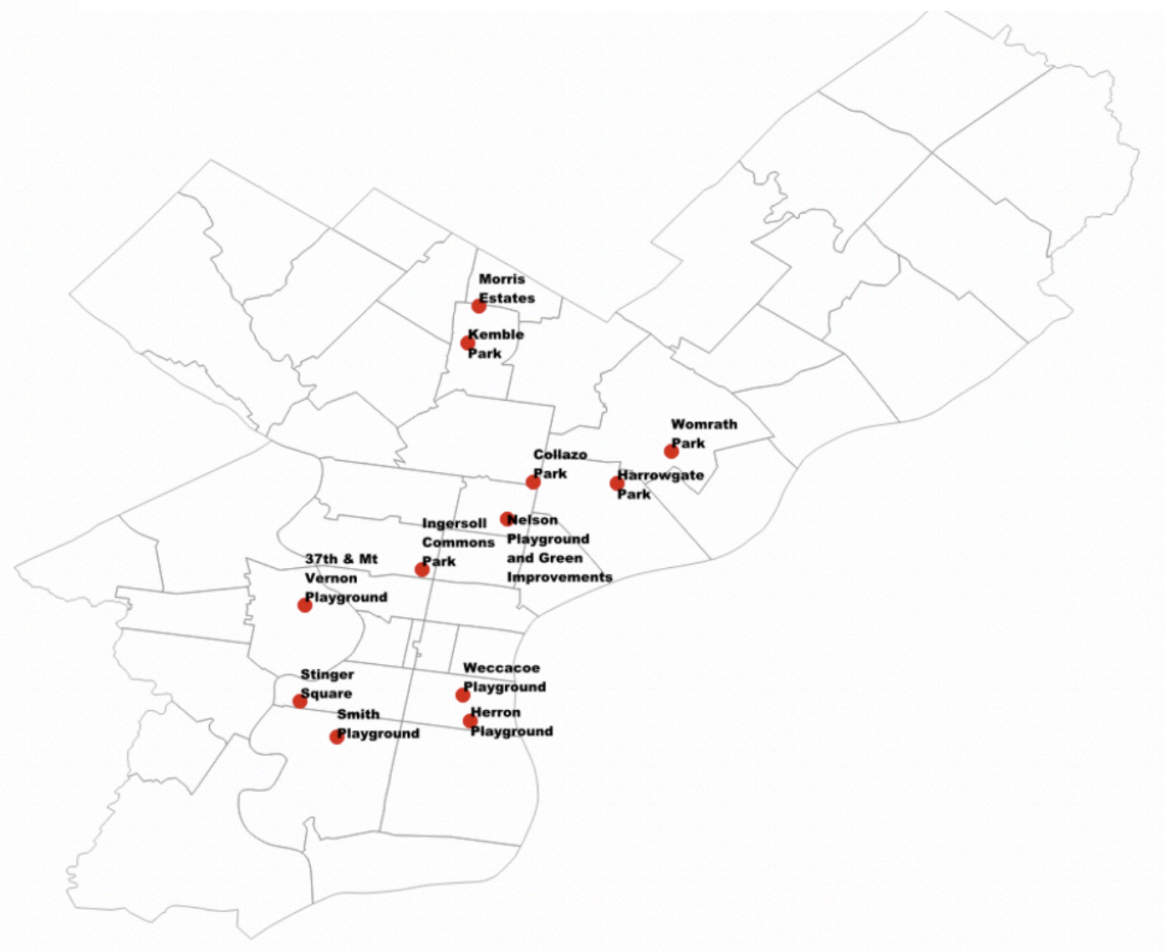 Morris
Estates
Kemble
Park
Womrath
Park
Collazo
Park
Harrowgate
Park
Ingersoll
Commons
Park
Nelson
Playground
and Green
Improvements
37th & Mt
Vernon
Playground
Stinger
Square
Weccacoe
Playground
Smith
Playground
Herron
Playground